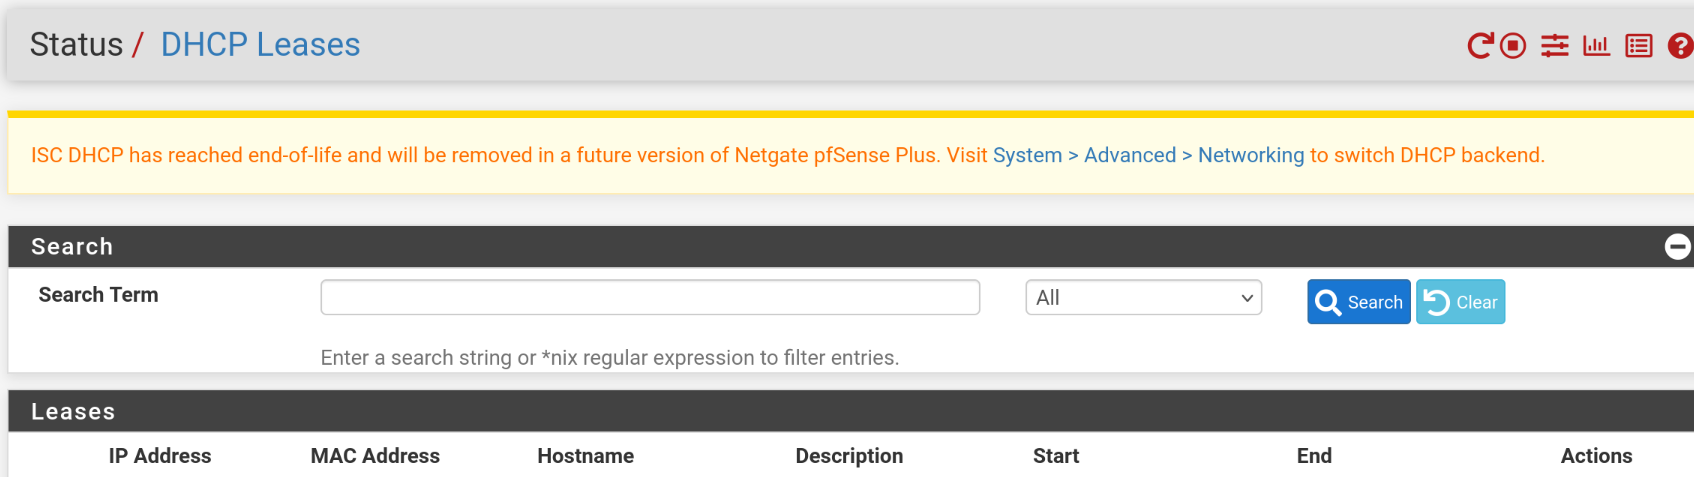 Status / DHCP Leases
ISC DHCP has reached end-of-life and will be removed in a future version of Netgate pfSense Plus. Visit System > Advanced > Networking to switch DHCP backend.
Search
Search Term All Search Clear
Enter a search string or *nix regular expression to filter entries.
Leases
IP Address MAC Address Hostname Description Start End Actions